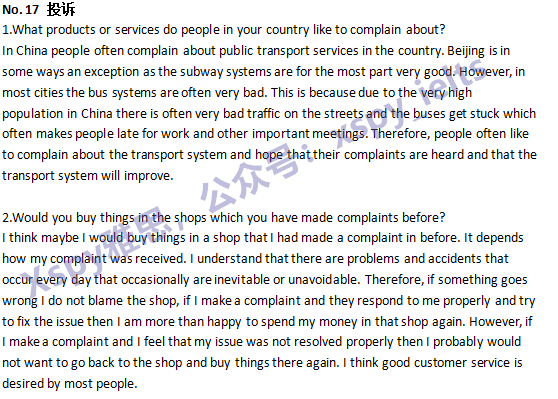 No. 17 投诉
1.What products or services do people in your country like to complain about?
In China people often complain about public transport services in the country. Beijing is in
some ways an exception as the subway systems are for the most part very good. However, in
most cities the bus systems are often very bad. This is because due to the very high
population in China there is often very bad traffic on the streets and the buses get stuck which
often makes people late for work and other important meetings. Therefore, people often like
to complain about the transport system and hope that their complaints are heard and that the
transport system will improve.
2.Would you buy things in the shops which you have made complaints before?
I think maybe I would buy things in a shop that I had made a complaint in before. It depends
how my complaint was received. I understand that there are problems and accidents that
occur every day that occasionally are inevitable or unavoidable. Therefore, if something goes
wrong I do not blame the shop, if I make a complaint and they respond to me properly and try
to fix the issue then I am more than happy to spend my money in that shop again. However, if
I make a complaint and I feel that my issue was not resolved properly then I probably would
not want to go back to the shop and buy things there again. I think good customer service is
desired by most people.
xspy雅思，公众号：xspy_ielts